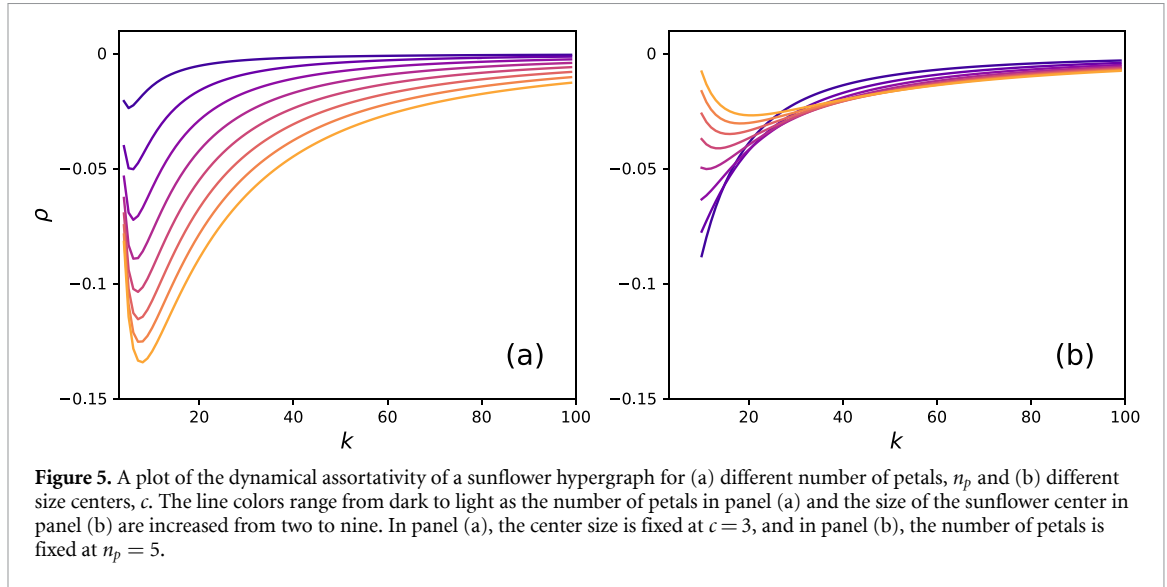 0
−0.05
−0.1
−0.15
ρ
20 40 60 80 100
k
(a)
0
−0.05
−0.1
−0.15
20 40 60 80 100
k
(b)
Figure 5. A plot of the dynamical assortativity of a sunflower hypergraph for (a) different number of petals, nₚ and (b) different
size centers, c. The line colors range from dark to light as the number of petals in panel (a) and the size of the sunflower center in
panel (b) are increased from two to nine. In panel (a), the center size is fixed at c = 3, and in panel (b), the number of petals is
fixed at nₚ = 5.